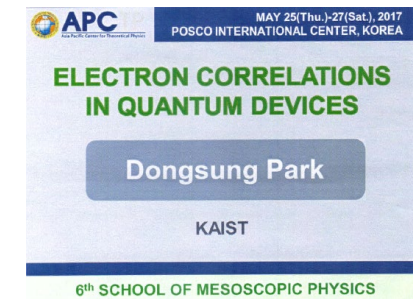 APC
Asia Pacific Center for Theoretical Physics
MAY 25(Thu.)-27(Sat.), 2017
POSCO INTERNATIONAL CENTER, KOREA
ELECTRON CORRELATIONS
IN QUANTUM DEVICES
Dongsung Park
KAIST
6th SCHOOL OF MESOSCOPIC PHYSICS